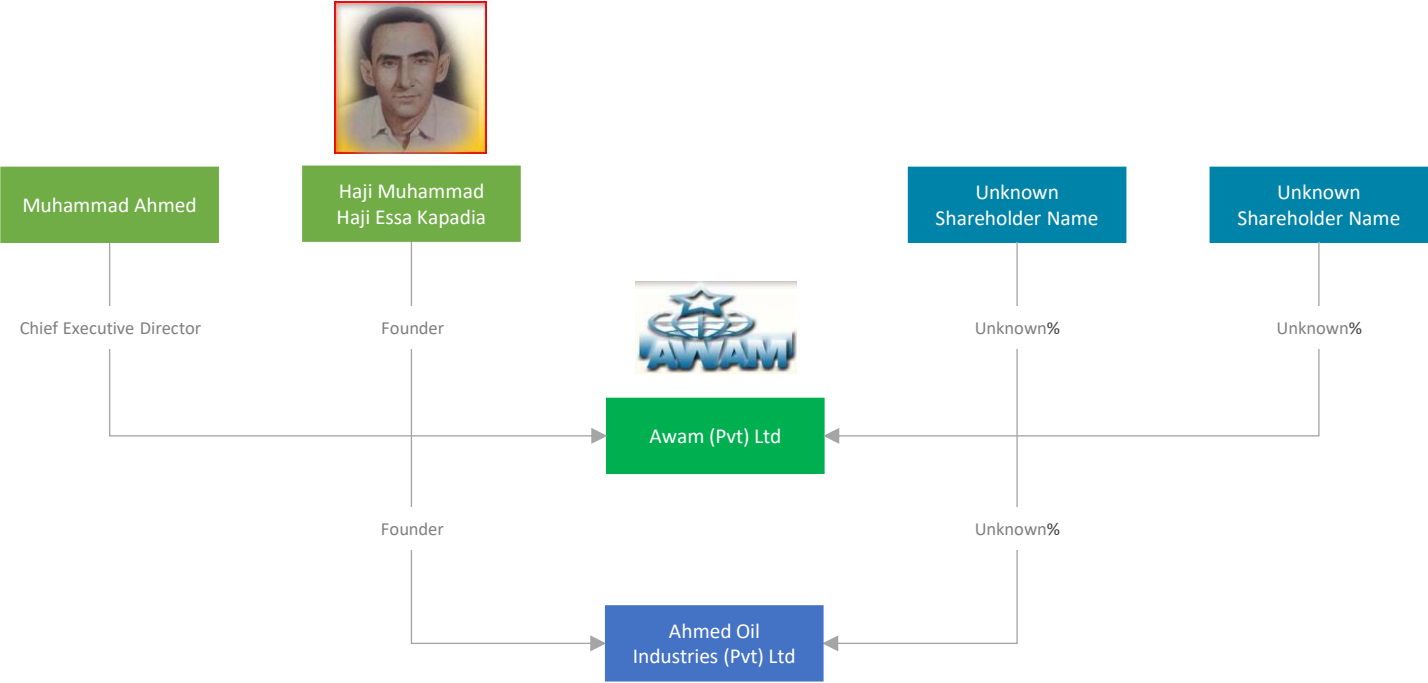 Muhammad Ahmed
Haji Muhammad
Haji Essa Kapadia
Unknown
Shareholder Name
Unknown
Shareholder Name
Chief Executive Director
Founder
AWAM
Unknown%
Unknown%
Awam (Pvt) Ltd
Founder
Unknown%
Ahmed Oil
Industries (Pvt) Ltd